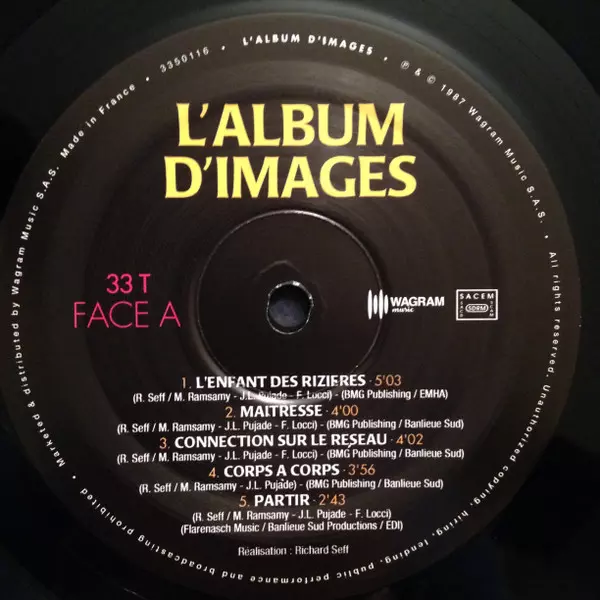 Marketed & distributed by Wagram Music S.A.S. Made in France. • 3350116 • L'ALBUM D'IMAGES • ℗ & © 1987 Wagram Music S.A.S. • All rights reserved. Unauthorized copying, hiring, lending, public performance and broadcasting prohibited •
L'ALBUM
D'IMAGES
33 T
FACE A
WAGRAM
music
SACEM
SDRM
1. L'ENFANT DES RIZIERES · 5'03
(R. Seff / M. Ramsamy - J.L. Pujade - F. Locci) - (BMG Publishing / EMHA)
2. MAITRESSE · 4'00
(R. Seff / M. Ramsamy - J.L. Pujade - F. Locci) - (BMG Publishing / Banlieue Sud)
3. CONNECTION SUR LE RESEAU · 4'02
(R. Seff / M. Ramsamy - J.L. Pujade - F. Locci) - (BMG Publishing / Banlieue Sud)
4. CORPS A CORPS · 3'56
(R. Seff / M. Ramsamy - J.L. Pujade) - (BMG Publishing / Banlieue Sud)
5. PARTIR · 2'43
(R. Seff / M. Ramsamy - J.L. Pujade - F. Locci)
(Flarenasch Music / Banlieue Sud Productions / EDI)
Réalisation : Richard Seff